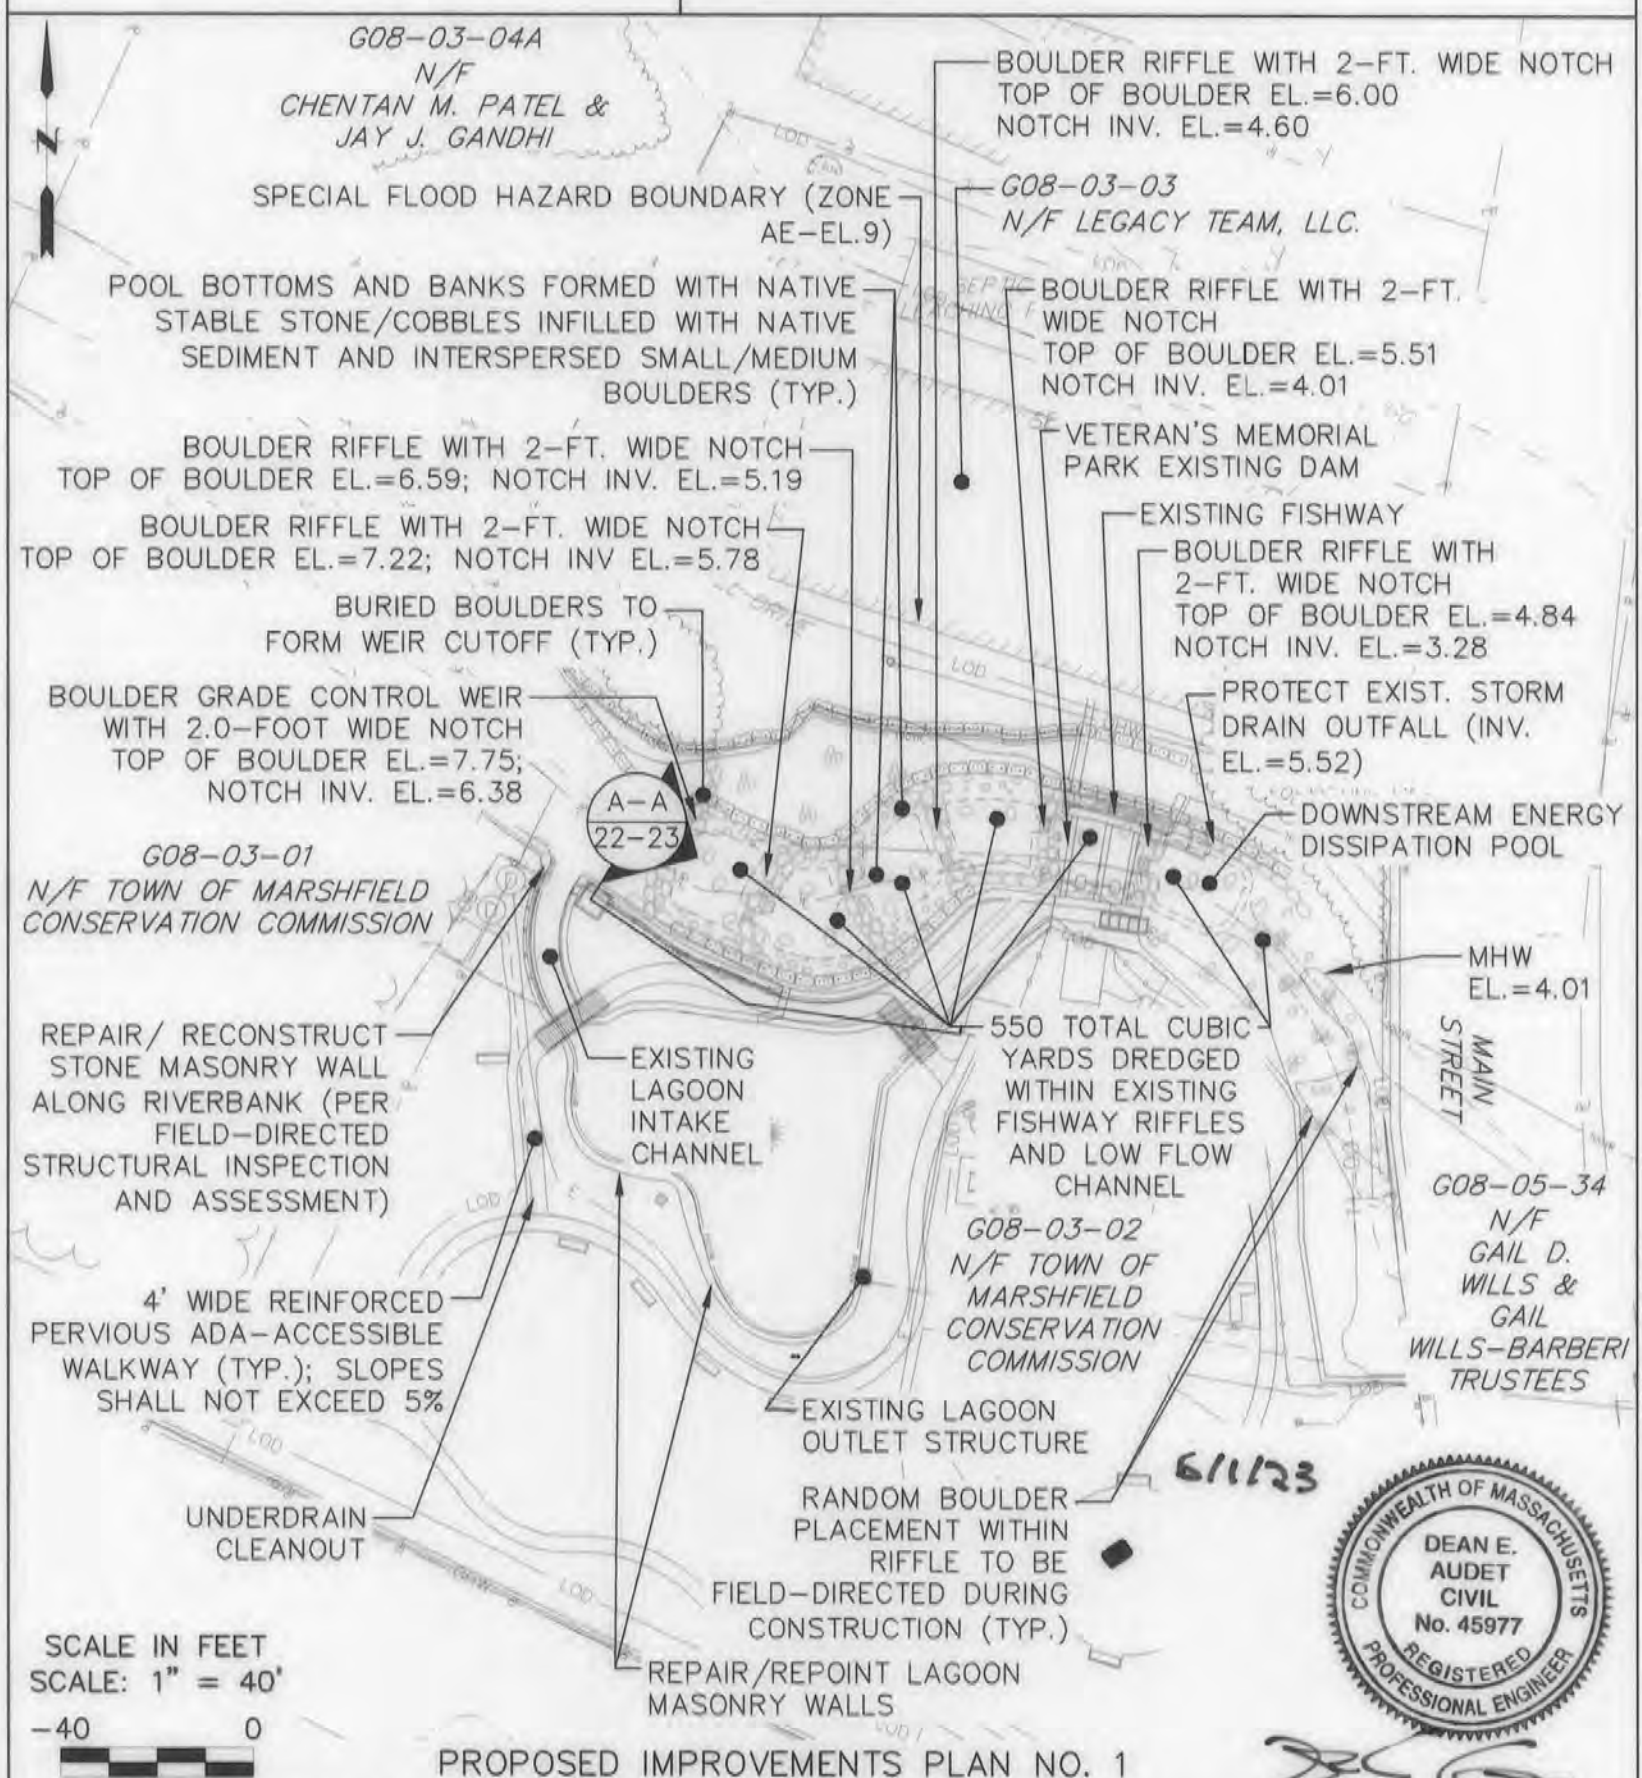 G08-03-04A
N/F
CHENTAN M. PATEL &
JAY J. GANDHI
N
BOULDER RIFFLE WITH 2-FT. WIDE NOTCH
TOP OF BOULDER EL.=6.00
NOTCH INV. EL.=4.60
SPECIAL FLOOD HAZARD BOUNDARY (ZONE
AE-EL.9)
G08-03-03
N/F LEGACY TEAM, LLC.
POOL BOTTOMS AND BANKS FORMED WITH NATIVE
STABLE STONE/COBBLES INFILLED WITH NATIVE
SEDIMENT AND INTERSPERSED SMALL/MEDIUM
BOULDERS (TYP.)
BOULDER RIFFLE WITH 2-FT.
WIDE NOTCH
TOP OF BOULDER EL.=5.51
NOTCH INV. EL.=4.01
BOULDER RIFFLE WITH 2-FT. WIDE NOTCH
TOP OF BOULDER EL.=6.59; NOTCH INV. EL.=5.19
VETERAN'S MEMORIAL
PARK EXISTING DAM
BOULDER RIFFLE WITH 2-FT. WIDE NOTCH
TOP OF BOULDER EL.=7.22; NOTCH INV EL.=5.78
EXISTING FISHWAY
BOULDER RIFFLE WITH
2-FT. WIDE NOTCH
TOP OF BOULDER EL.=4.84
NOTCH INV. EL.=3.28
BURIED BOULDERS TO
FORM WEIR CUTOFF (TYP.)
LOD
LOD
BOULDER GRADE CONTROL WEIR
WITH 2.0-FOOT WIDE NOTCH
TOP OF BOULDER EL.=7.75;
NOTCH INV. EL.=6.38
PROTECT EXIST. STORM
DRAIN OUTFALL (INV.
EL.=5.52)
A-A
22-23
DOWNSTREAM ENERGY
DISSIPATION POOL
G08-03-01
N/F TOWN OF MARSHFIELD
CONSERVATION COMMISSION
MHW
EL.=4.01
REPAIR/ RECONSTRUCT
STONE MASONRY WALL
ALONG RIVERBANK (PER
FIELD-DIRECTED
STRUCTURAL INSPECTION
AND ASSESSMENT)
EXISTING
LAGOON
INTAKE
CHANNEL
550 TOTAL CUBIC
YARDS DREDGED
WITHIN EXISTING
FISHWAY RIFFLES
AND LOW FLOW
CHANNEL
MAIN
STREET
LOD
G08-03-02
N/F TOWN OF
MARSHFIELD
CONSERVATION
COMMISSION
G08-05-34
N/F
GAIL D.
WILLS &
GAIL
WILLS-BARBERI
TRUSTEES
4' WIDE REINFORCED
PERVIOUS ADA-ACCESSIBLE
WALKWAY (TYP.); SLOPES
SHALL NOT EXCEED 5%
LOD
EXISTING LAGOON
OUTLET STRUCTURE
LOD
UNDERDRAIN
CLEANOUT
RANDOM BOULDER
PLACEMENT WITHIN
RIFFLE TO BE
FIELD-DIRECTED DURING
CONSTRUCTION (TYP.)
LOD
6/1/23
COMMONWEALTH OF MASSACHUSETTS
DEAN E.
AUDET
CIVIL
No. 45977
REGISTERED
PROFESSIONAL ENGINEER
REPAIR/REPOINT LAGOON
MASONRY WALLS
SCALE IN FEET
SCALE: 1" = 40'
-40 0
PROPOSED IMPROVEMENTS PLAN NO. 1